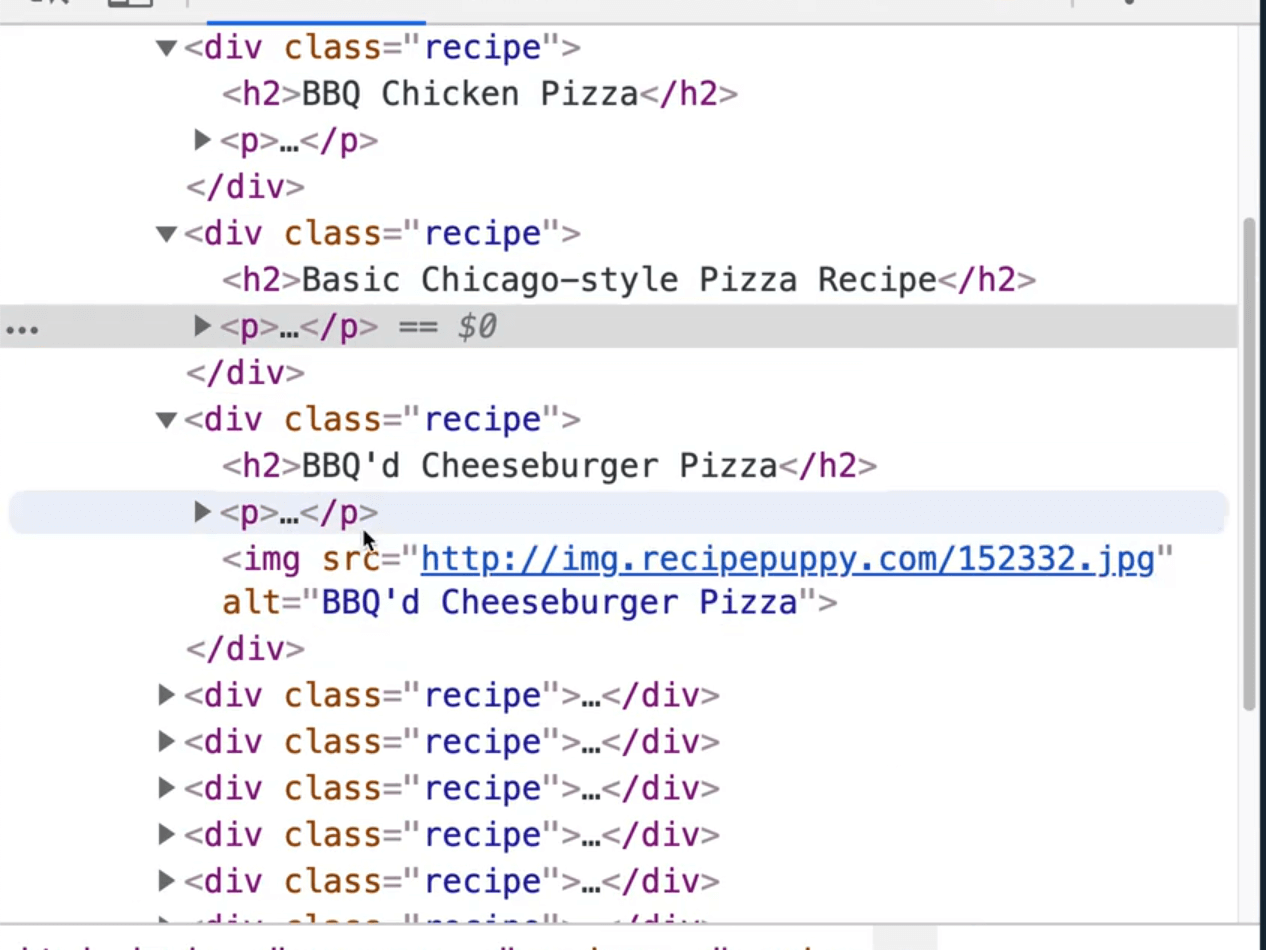 ▼<div class="recipe">
<h2>BBQ Chicken Pizza</h2>
▶<p>…</p>
</div>
▼<div class="recipe">
<h2>Basic Chicago-style Pizza Recipe</h2>
… ▶<p>…</p> == $0
</div>
▼<div class="recipe">
<h2>BBQ'd Cheeseburger Pizza</h2>
▶<p>…</p>
<img src="http://img.recipepuppy.com/152332.jpg"
alt="BBQ'd Cheeseburger Pizza">
</div>
▶<div class="recipe">…</div>
▶<div class="recipe">…</div>
▶<div class="recipe">…</div>
▶<div class="recipe">…</div>
▶<div class="recipe">…</div>